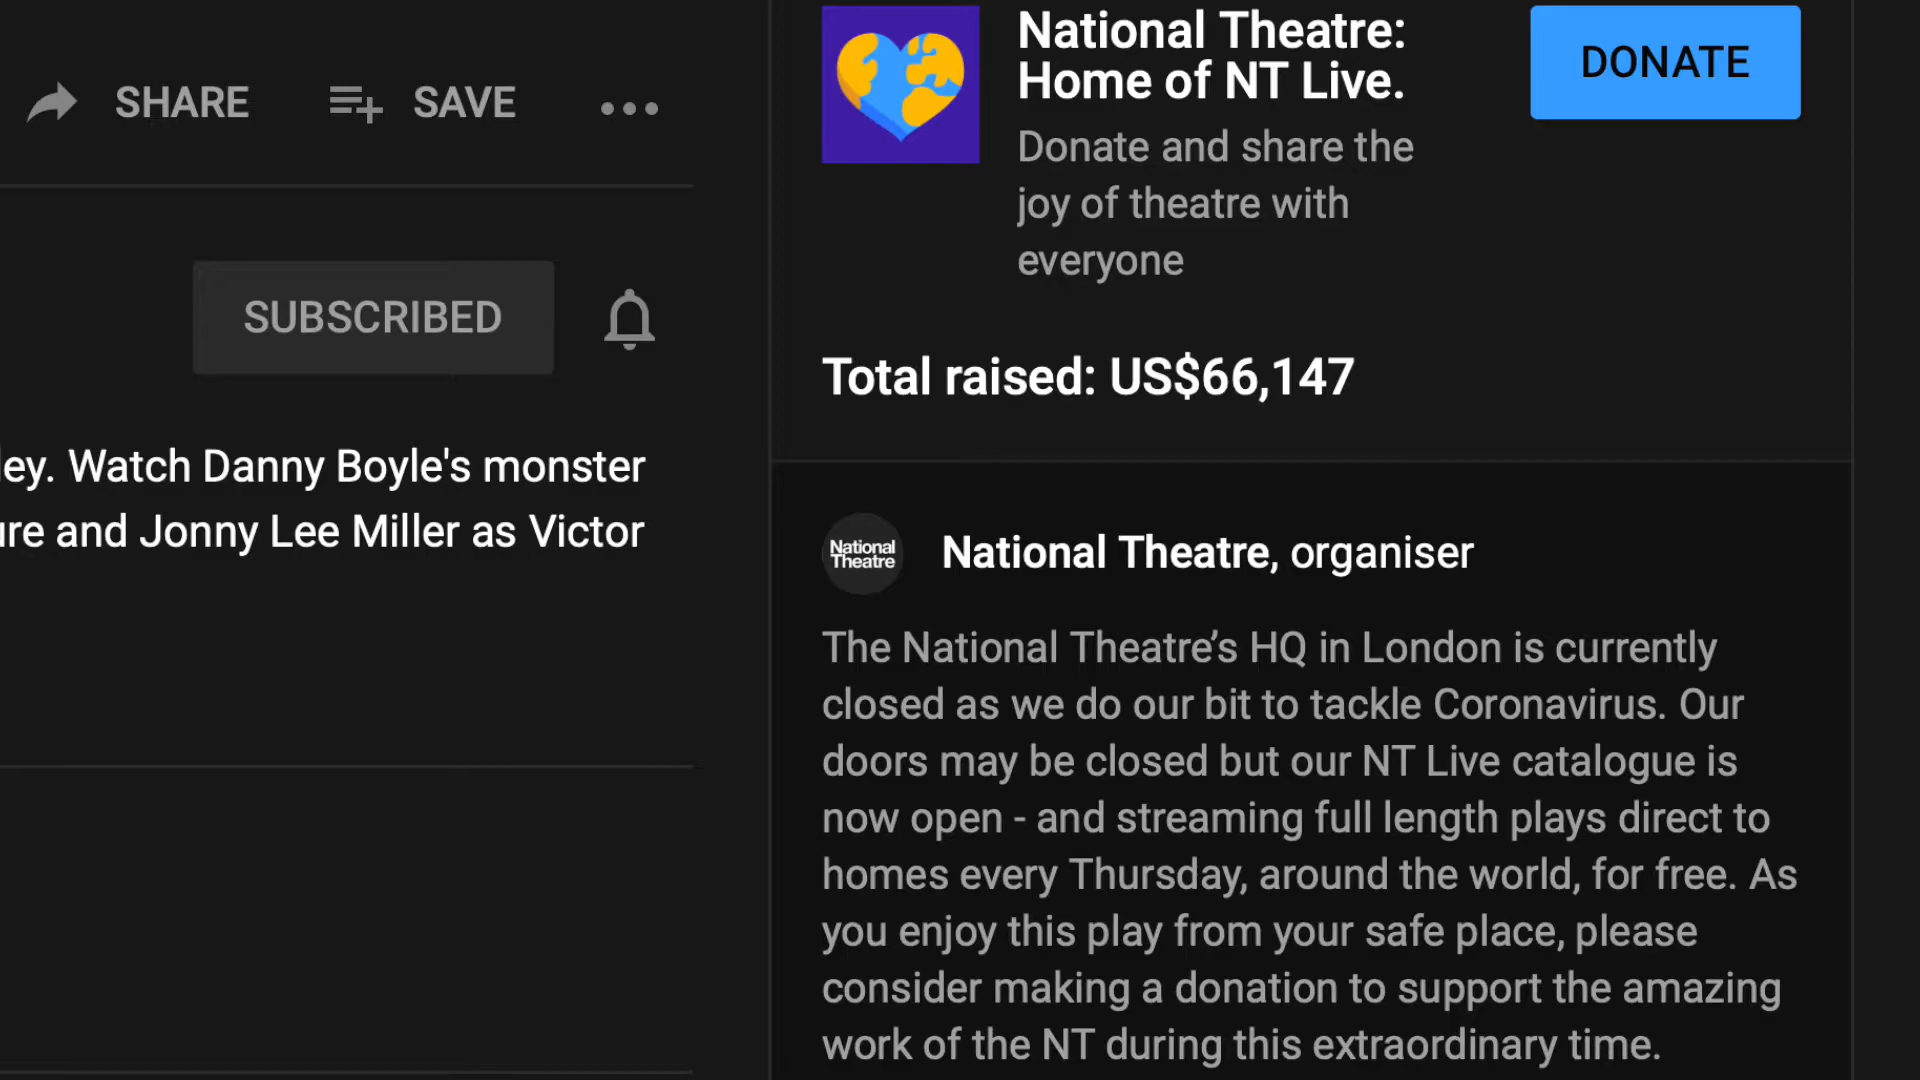 SHARE
SAVE
SUBSCRIBED
ey. Watch Danny Boyle's monster
re and Jonny Lee Miller as Victor
National Theatre:
Home of NT Live.
DONATE
Donate and share the
joy of theatre with
everyone
Total raised: US$66,147
National
Theatre
National Theatre, organiser
The National Theatre’s HQ in London is currently
closed as we do our bit to tackle Coronavirus. Our
doors may be closed but our NT Live catalogue is
now open - and streaming full length plays direct to
homes every Thursday, around the world, for free. As
you enjoy this play from your safe place, please
consider making a donation to support the amazing
work of the NT during this extraordinary time.